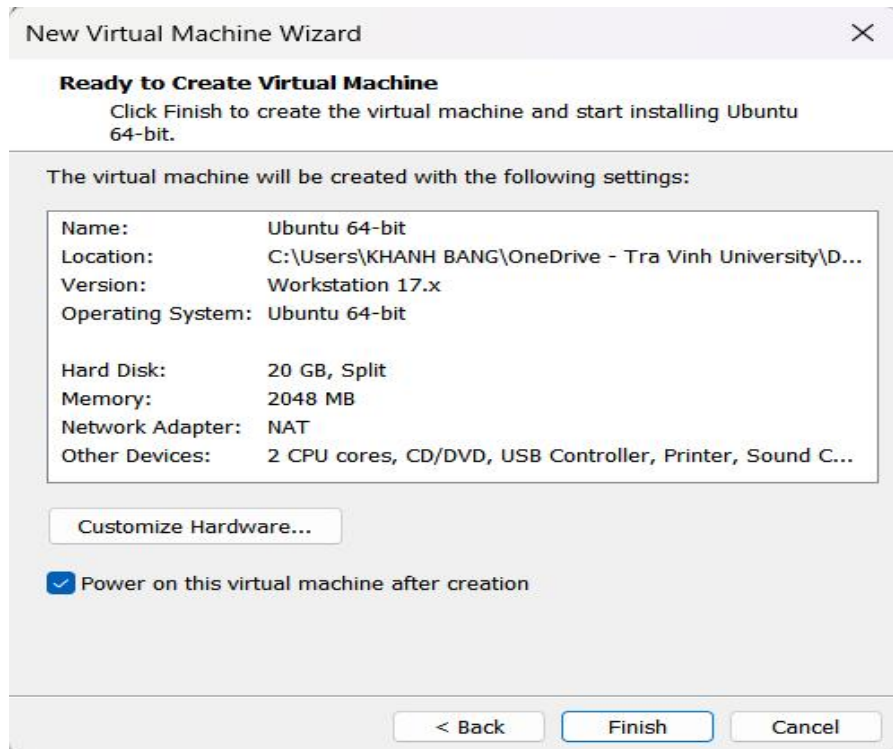 New Virtual Machine Wizard
Ready to Create Virtual Machine
Click Finish to create the virtual machine and start installing Ubuntu
64-bit.
The virtual machine will be created with the following settings:
Name: Ubuntu 64-bit
Location: C:\Users\KHANH BANG\OneDrive - Tra Vinh University\D...
Version: Workstation 17.x
Operating System: Ubuntu 64-bit
Hard Disk: 20 GB, Split
Memory: 2048 MB
Network Adapter: NAT
Other Devices: 2 CPU cores, CD/DVD, USB Controller, Printer, Sound C...
Customize Hardware...
Power on this virtual machine after creation
< Back Finish Cancel